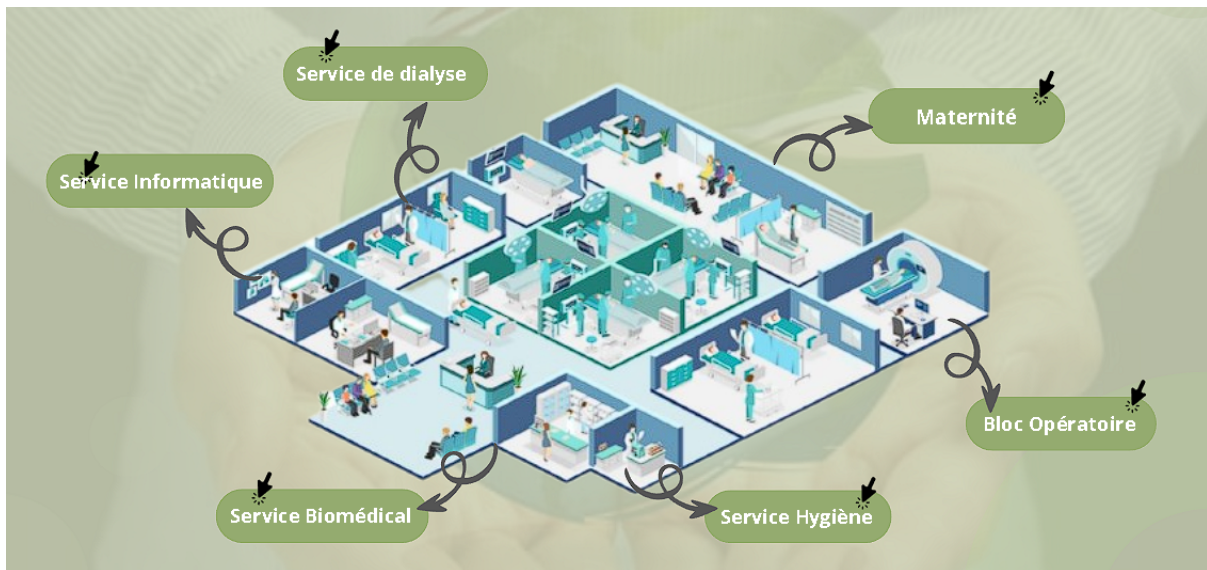 Service de dialyse
Maternité
Service Informatique
Bloc Opératoire
Service Biomédical
Service Hygiène